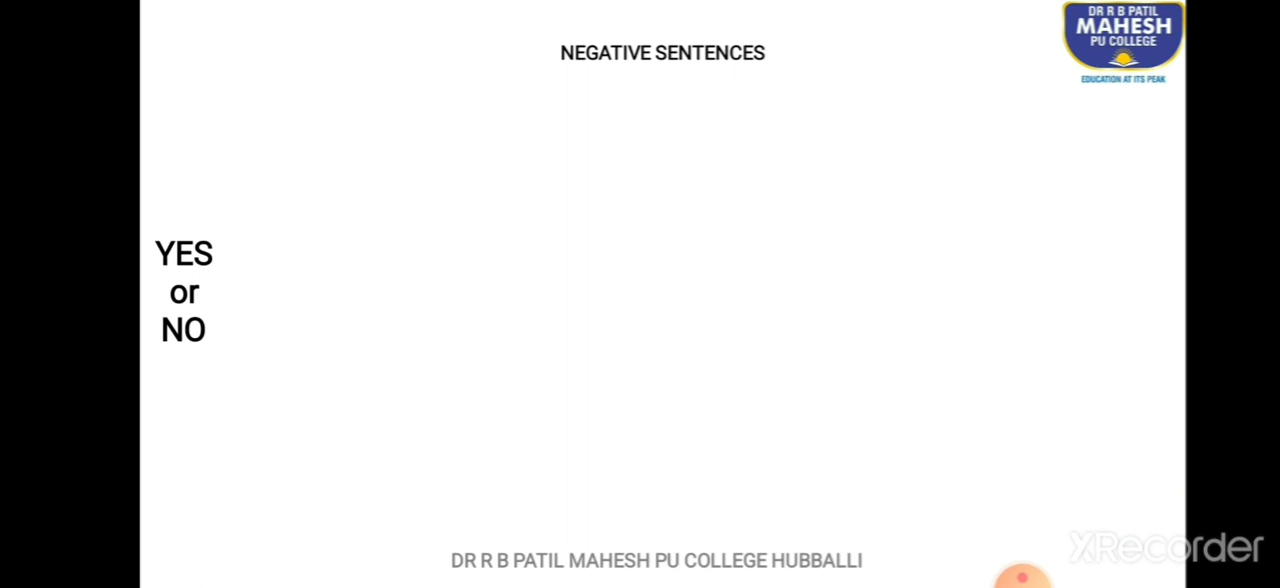 DR R B PATIL
MAHESH
PU COLLEGE
EDUCATION AT ITS PEAK
NEGATIVE SENTENCES
YES
or
NO
DR R B PATIL MAHESH PU COLLEGE HUBBALLI
XRecorder